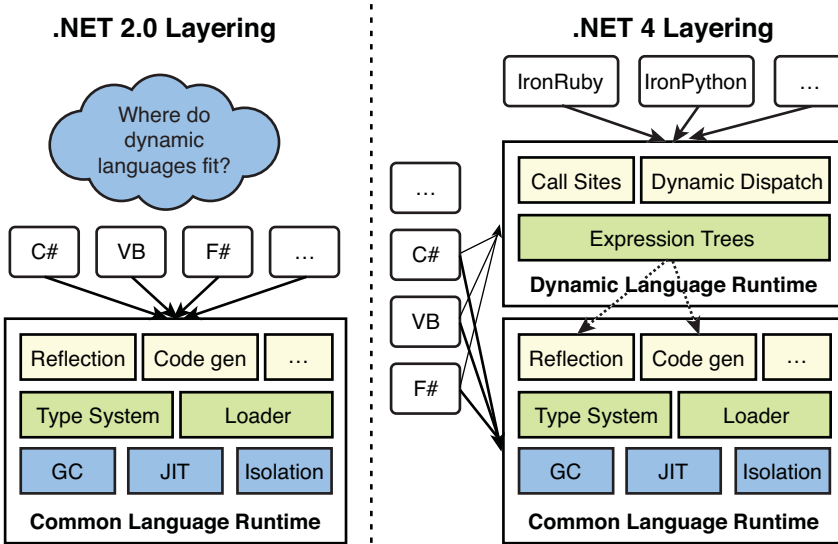 .NET 2.0 Layering
Where do
dynamic
languages fit?
C# VB F# …
Reflection Code gen …
Type System Loader
GC JIT Isolation
Common Language Runtime
.NET 4 Layering
IronRuby IronPython …
Call Sites Dynamic Dispatch
Expression Trees
Dynamic Language Runtime
…
C#
VB
F#
Reflection Code gen …
Type System Loader
GC JIT Isolation
Common Language Runtime